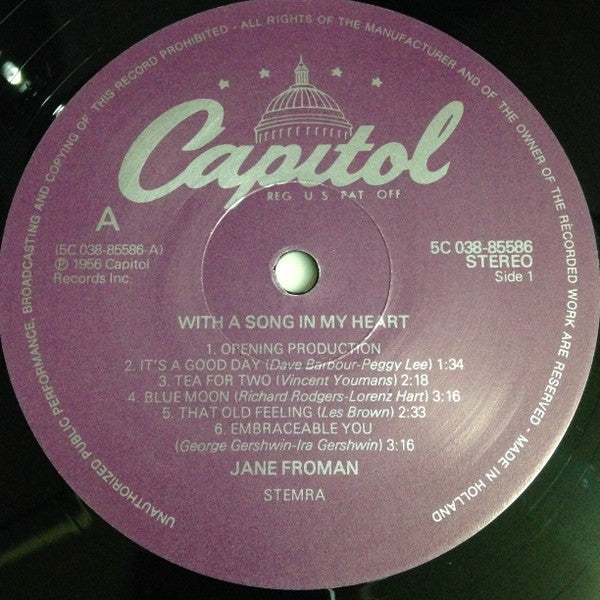 UNAUTHORIZED PUBLIC PERFORMANCE, BROADCASTING AND COPYING OF THIS RECORD PROHIBITED - ALL RIGHTS OF THE MANUFACTURER AND OF THE OWNER OF THE RECORDED WORK ARE RESERVED - MADE IN HOLLAND
Capitol
REG. U.S. PAT. OFF.
A
(5C 038-85586-A)
℗ 1956 Capitol
Records Inc.
5C 038-85586
STEREO
Side 1
WITH A SONG IN MY HEART
1. OPENING PRODUCTION
2. IT'S A GOOD DAY (Dave Barbour-Peggy Lee) 1:34
3. TEA FOR TWO (Vincent Youmans) 2:18
4. BLUE MOON (Richard Rodgers-Lorenz Hart) 3:16
5. THAT OLD FEELING (Les Brown) 2:33
6. EMBRACEABLE YOU
(George Gershwin-Ira Gershwin) 3:16
JANE FROMAN
STEMRA